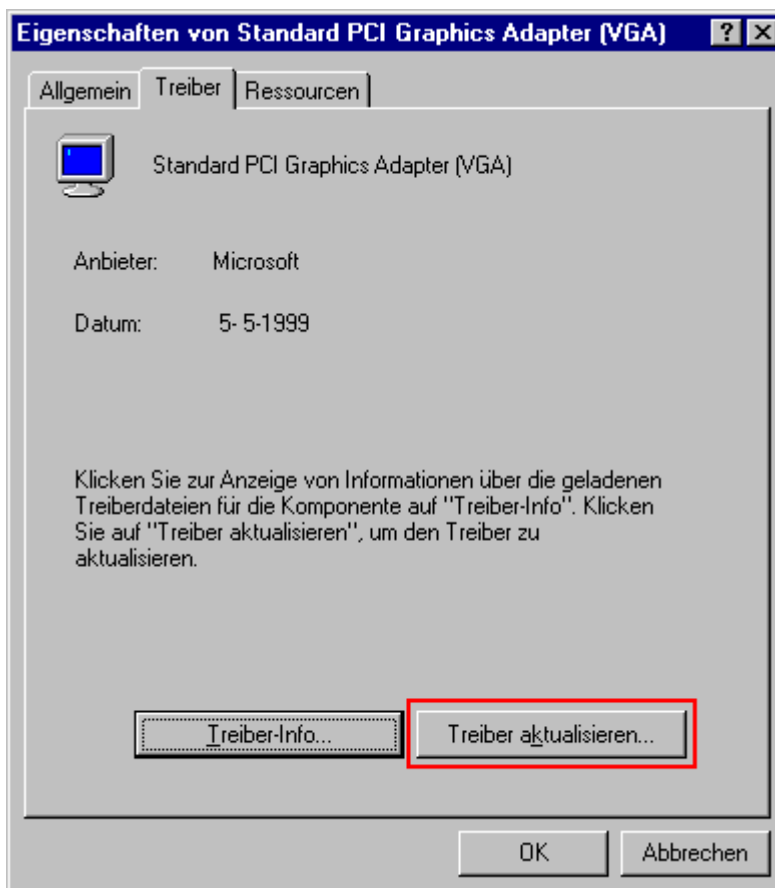 Eigenschaften von Standard PCI Graphics Adapter (VGA)
Allgemein Treiber Ressourcen
Standard PCI Graphics Adapter (VGA)
Anbieter: Microsoft
Datum: 5- 5-1999
Klicken Sie zur Anzeige von Informationen über die geladenen
Treiberdateien für die Komponente auf "Treiber-Info". Klicken
Sie auf "Treiber aktualisieren", um den Treiber zu
aktualisieren.
Treiber-Info... Treiber aktualisieren...
OK Abbrechen